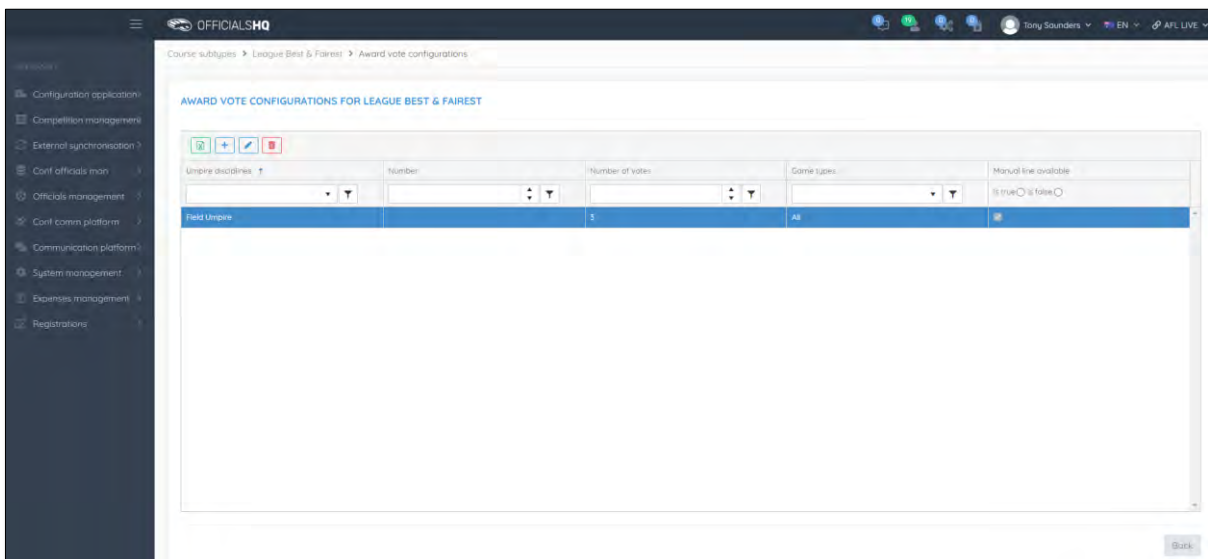 OFFICIALSHQ
Tony Saunders
EN
AFL LIVE
Course subtypes > League Best & Fairest > Award vote configurations
Configuration application
Competition management
External synchronisation
Conf officials man
Officials management
Conf comm platform
Communication platform
System management
Expenses management
Registrations
AWARD VOTE CONFIGURATIONS FOR LEAGUE BEST & FAIREST
Umpire disciplines
Number
Number of votes
Game types
Manual line available
Is true Is false
Field Umpire
3
All
Back